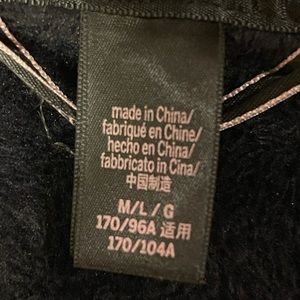 made in China/
fabriqué en Chine/
hecho en China/
fabbricato in Cina/
中国制造
M/L/G
170/96A 适用
170/104A